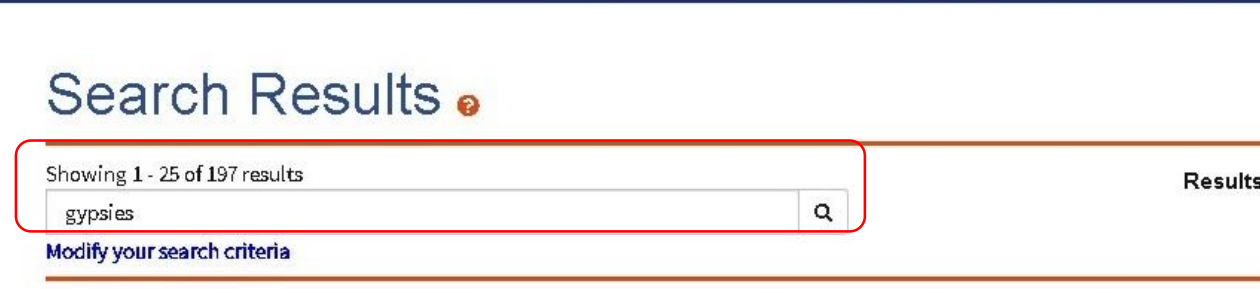 Search Results
Showing 1 - 25 of 197 results
Results
gypsies
Modify your search criteria